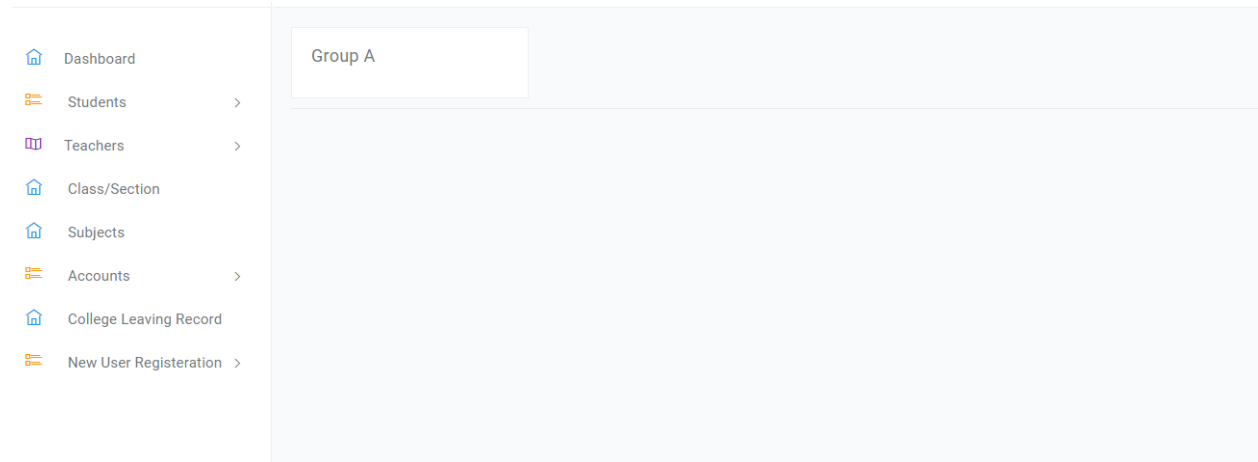 Dashboard
Students
Teachers
Class/Section
Subjects
Accounts
College Leaving Record
New User Registeration
Group A